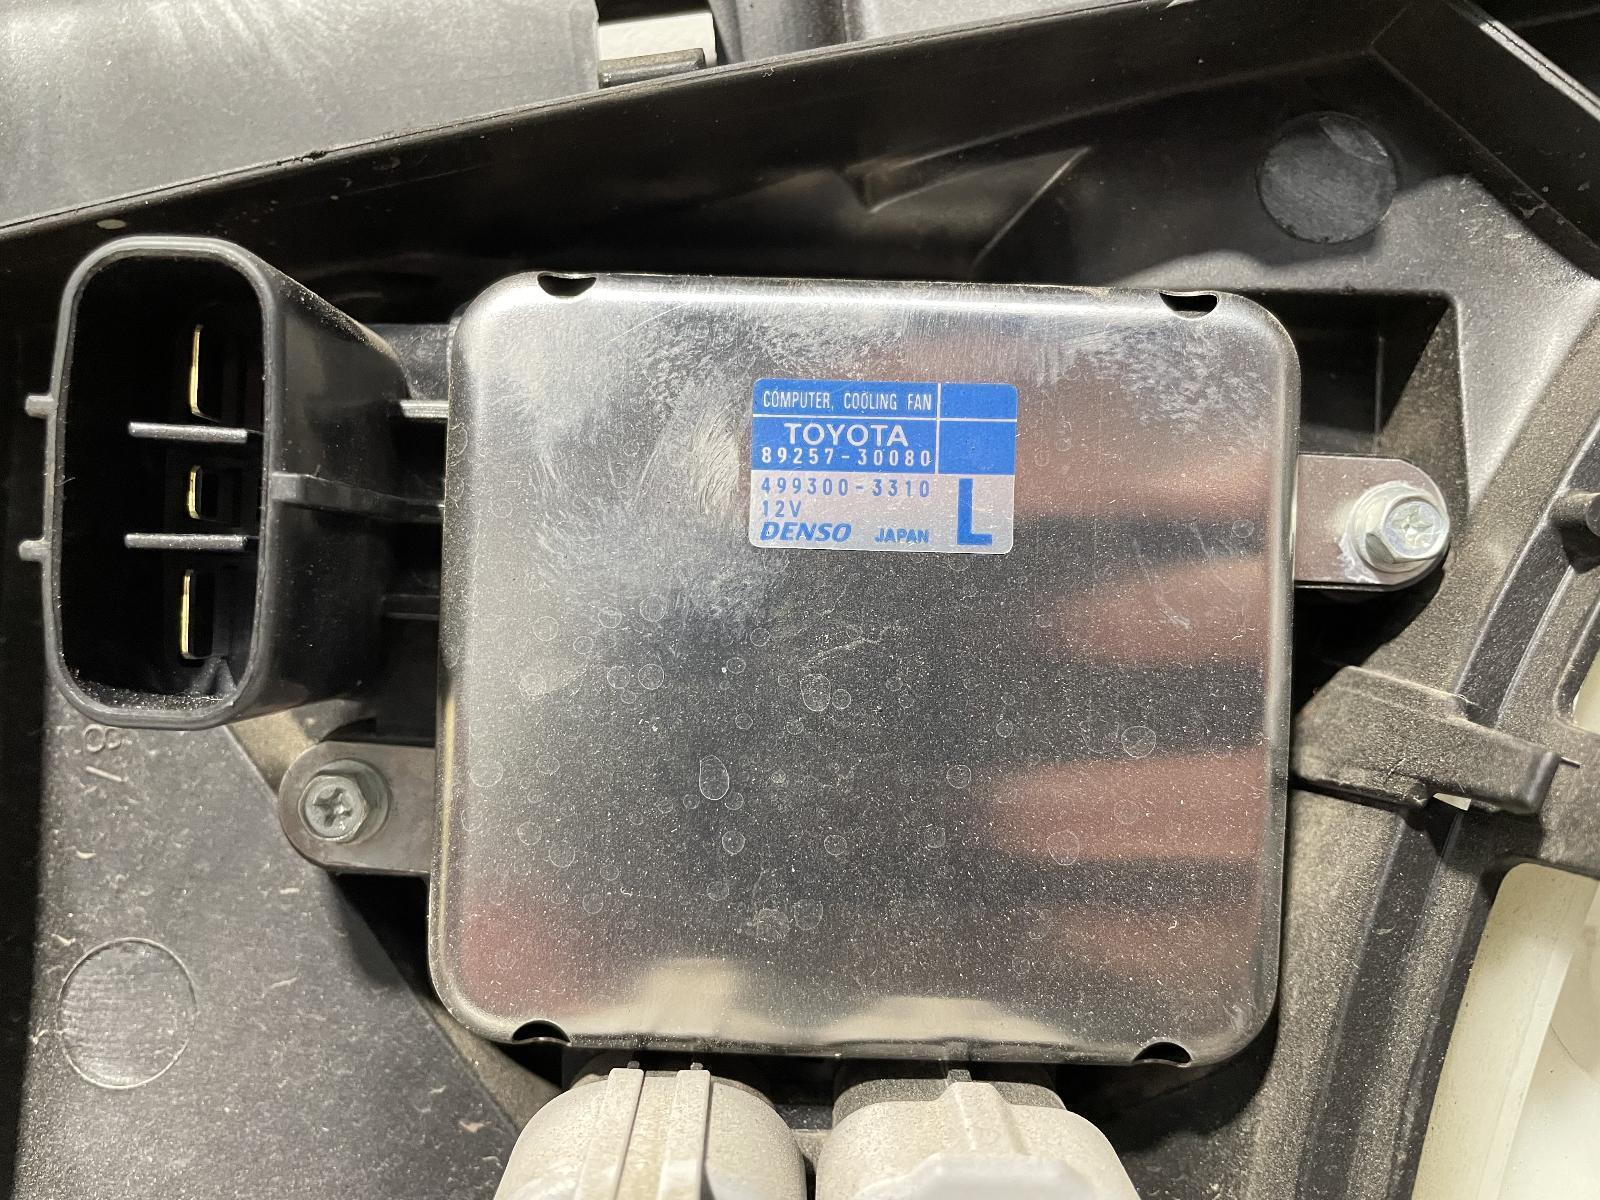 COMPUTER, COOLING FAN
TOYOTA
89257-30080
499300-3310
12V
DENSO JAPAN L